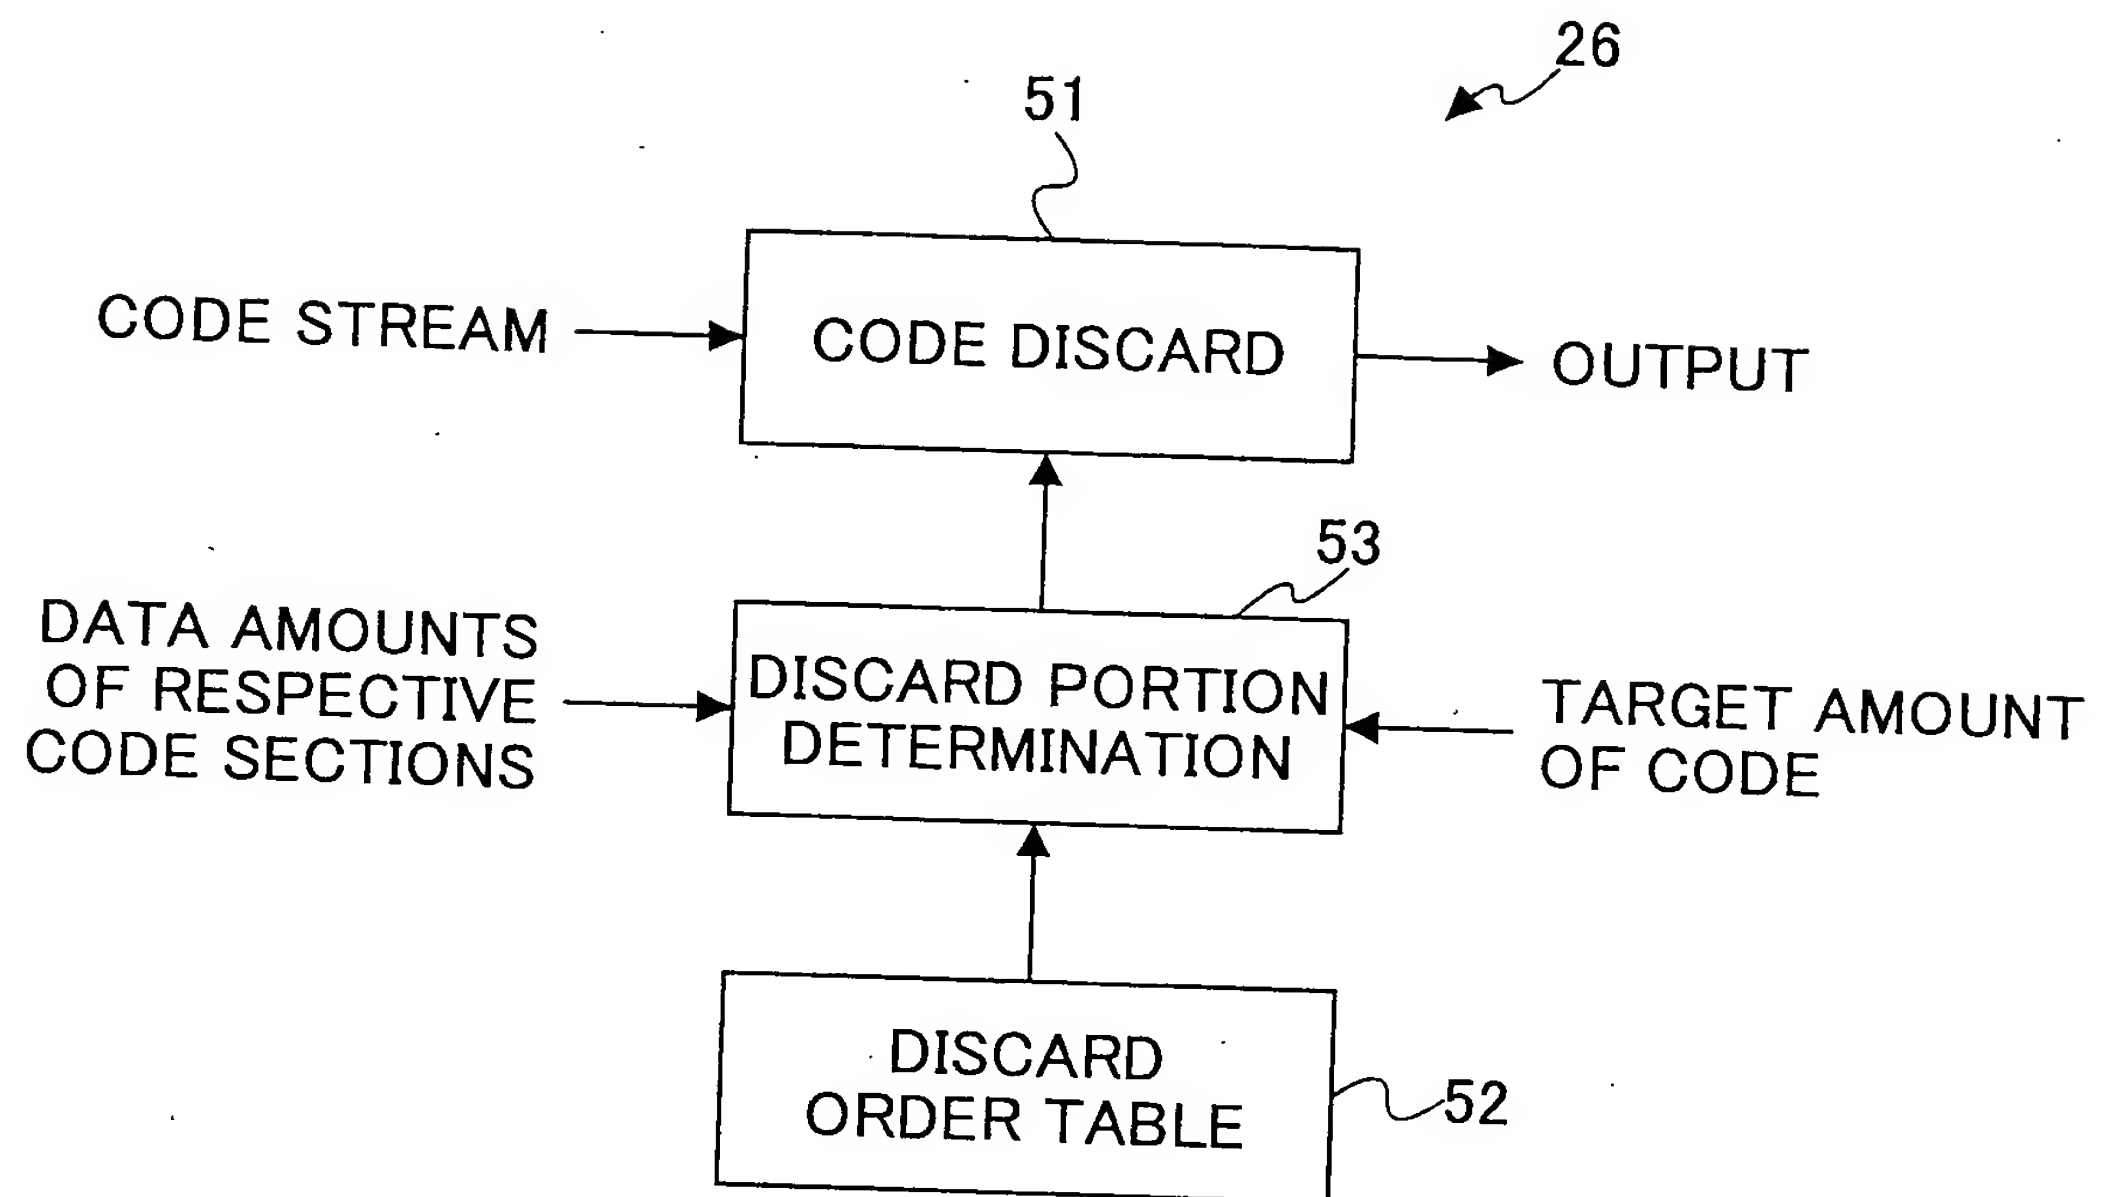 26
51
CODE STREAM
CODE DISCARD
OUTPUT
53
DATA AMOUNTS
OF RESPECTIVE
CODE SECTIONS
DISCARD PORTION
DETERMINATION
TARGET AMOUNT
OF CODE
DISCARD
ORDER TABLE
52